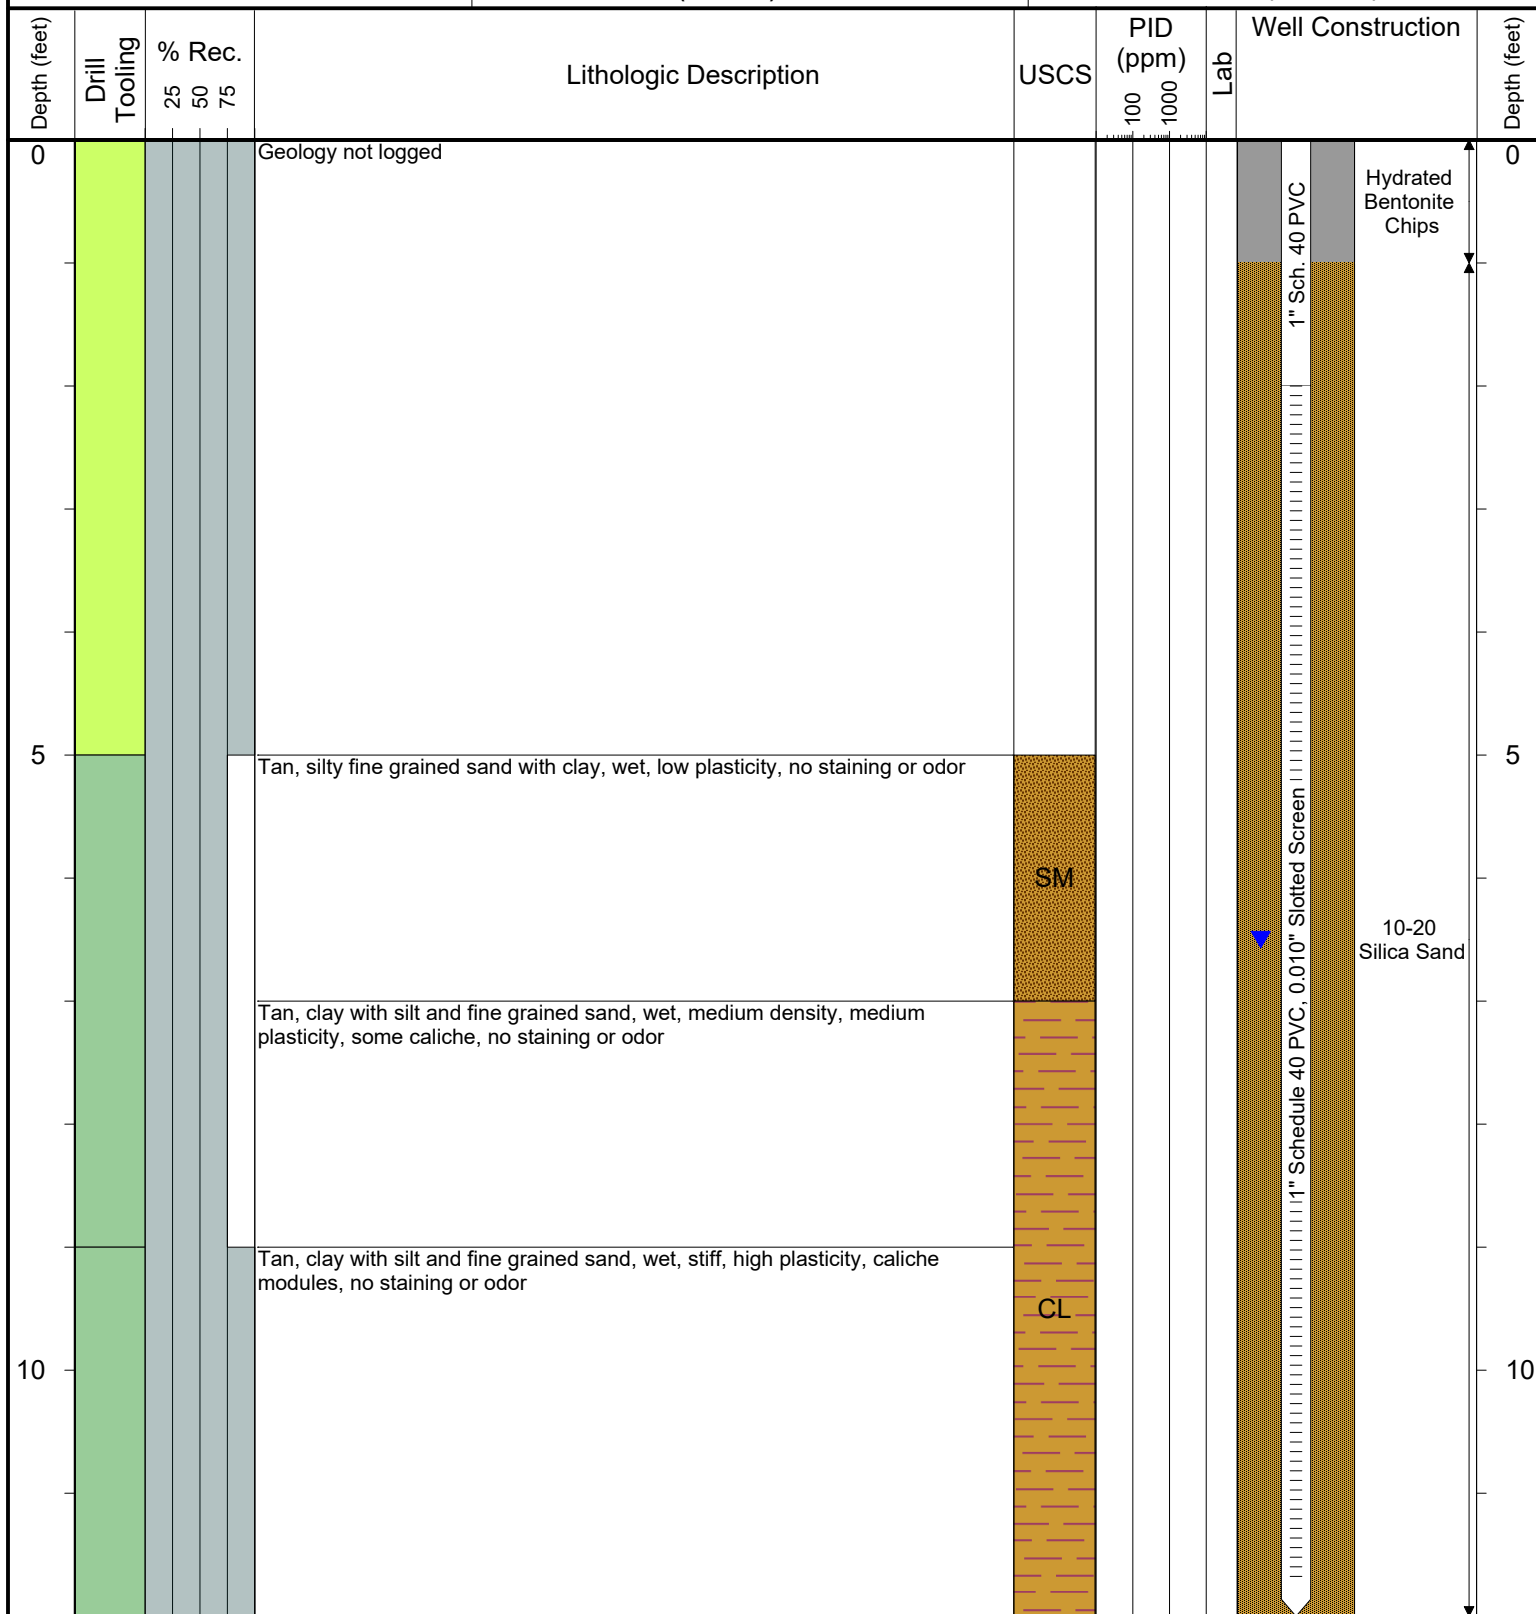 Depth (feet)
Drill
Tooling
% Rec.
25
50
75
Lithologic Description
USCS
PID
(ppm)
100
1000
Lab
Well Construction
Depth (feet)
0
Geology not logged
1" Sch. 40 PVC
Hydrated
Bentonite
Chips
0
5
Tan, silty fine grained sand with clay, wet, low plasticity, no staining or odor
5
SM
1" Schedule 40 PVC, 0.010" Slotted Screen
10-20
Silica Sand
Tan, clay with silt and fine grained sand, wet, medium density, medium
plasticity, some caliche, no staining or odor
Tan, clay with silt and fine grained sand, wet, stiff, high plasticity, caliche
modules, no staining or odor
CL
10
10